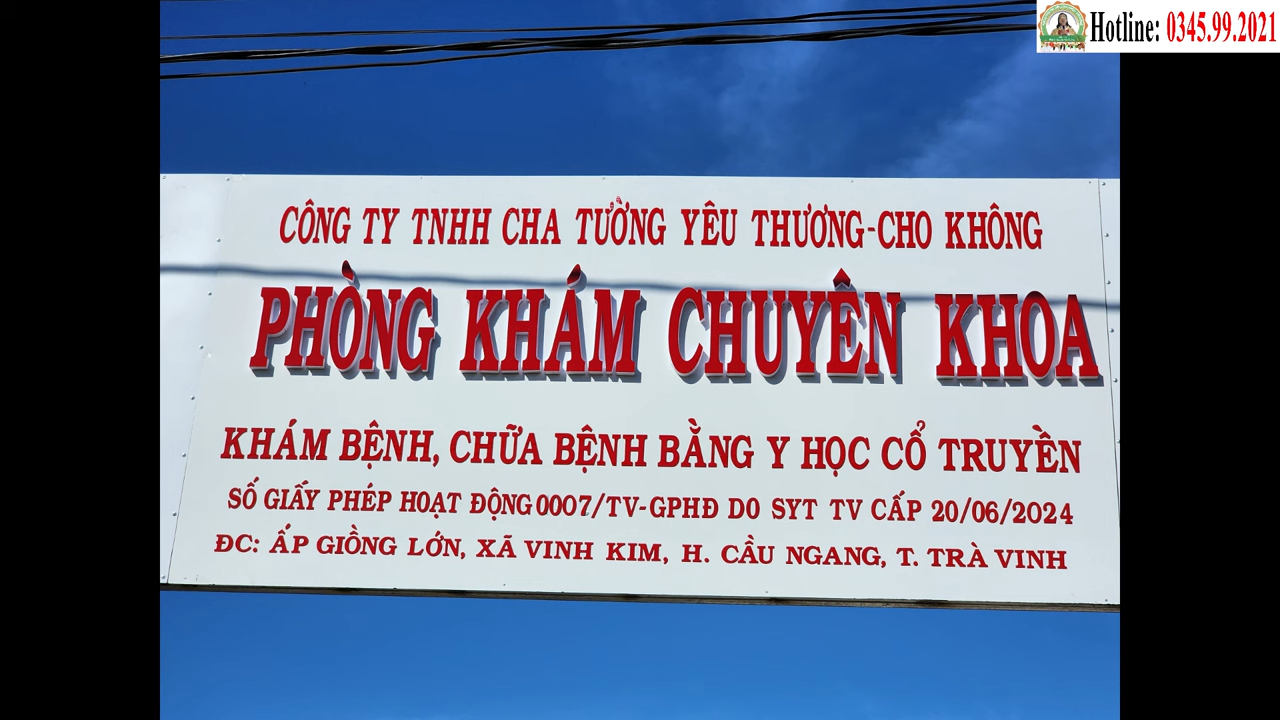 Hotline: 0345.99.2021
CÔNG TY TNHH CHA TƯỜNG YÊU THƯƠNG-CHO KHÔNG
PHÒNG KHÁM CHUYÊN KHOA
KHÁM BỆNH, CHỮA BỆNH BẰNG Y HỌC CỔ TRUYỀN
SỐ GIẤY PHÉP HOẠT ĐỘNG 0007/TV-GPHĐ DO SYT TV CẤP 20/06/2024
ĐC: ẤP GIỒNG LỚN, XÃ VINH KIM, H. CẦU NGANG, T. TRÀ VINH